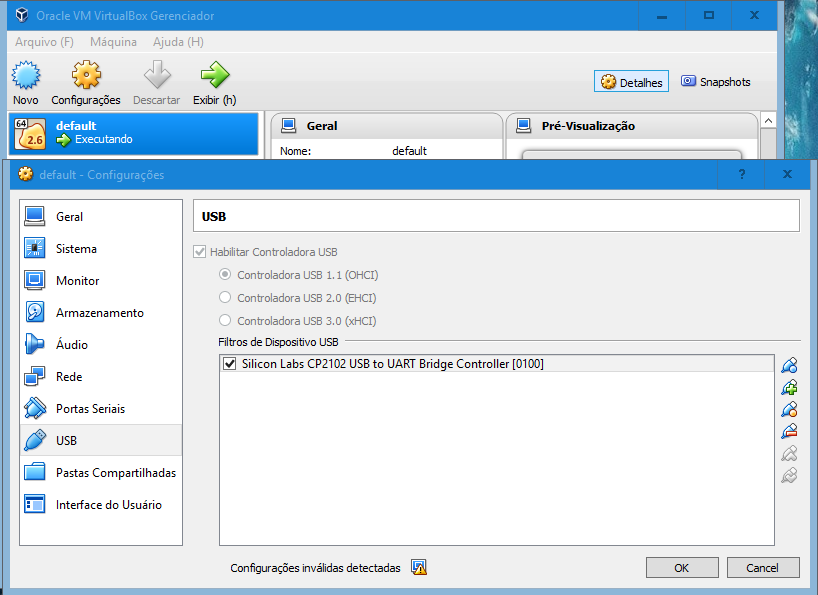 Oracle VM VirtualBox Gerenciador
Arquivo (F) Máquina Ajuda (H)
Novo Configurações Descartar Exibir (h) Detalhes Snapshots
64 2.6 default
Executando
Geral
Nome: default
Pré-Visualização
default - Configurações ?
Geral
Sistema
Monitor
Armazenamento
Áudio
Rede
Portas Seriais
USB
Pastas Compartilhadas
Interface do Usuário
USB
Habilitar Controladora USB
Controladora USB 1.1 (OHCI)
Controladora USB 2.0 (EHCI)
Controladora USB 3.0 (xHCI)
Filtros de Dispositivo USB
Silicon Labs CP2102 USB to UART Bridge Controller [0100]
Configurações inválidas detectadas
OK Cancel